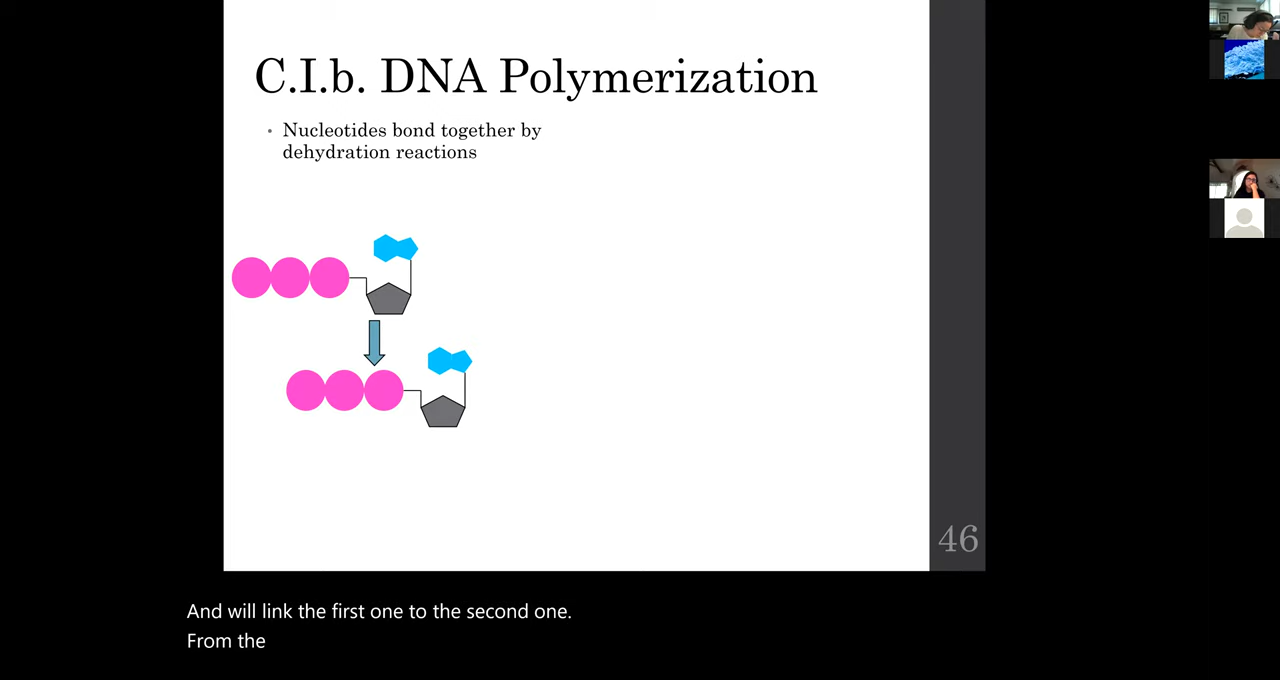 C.I.b. DNA Polymerization
• Nucleotides bond together by
dehydration reactions
46
And will link the first one to the second one.
From the